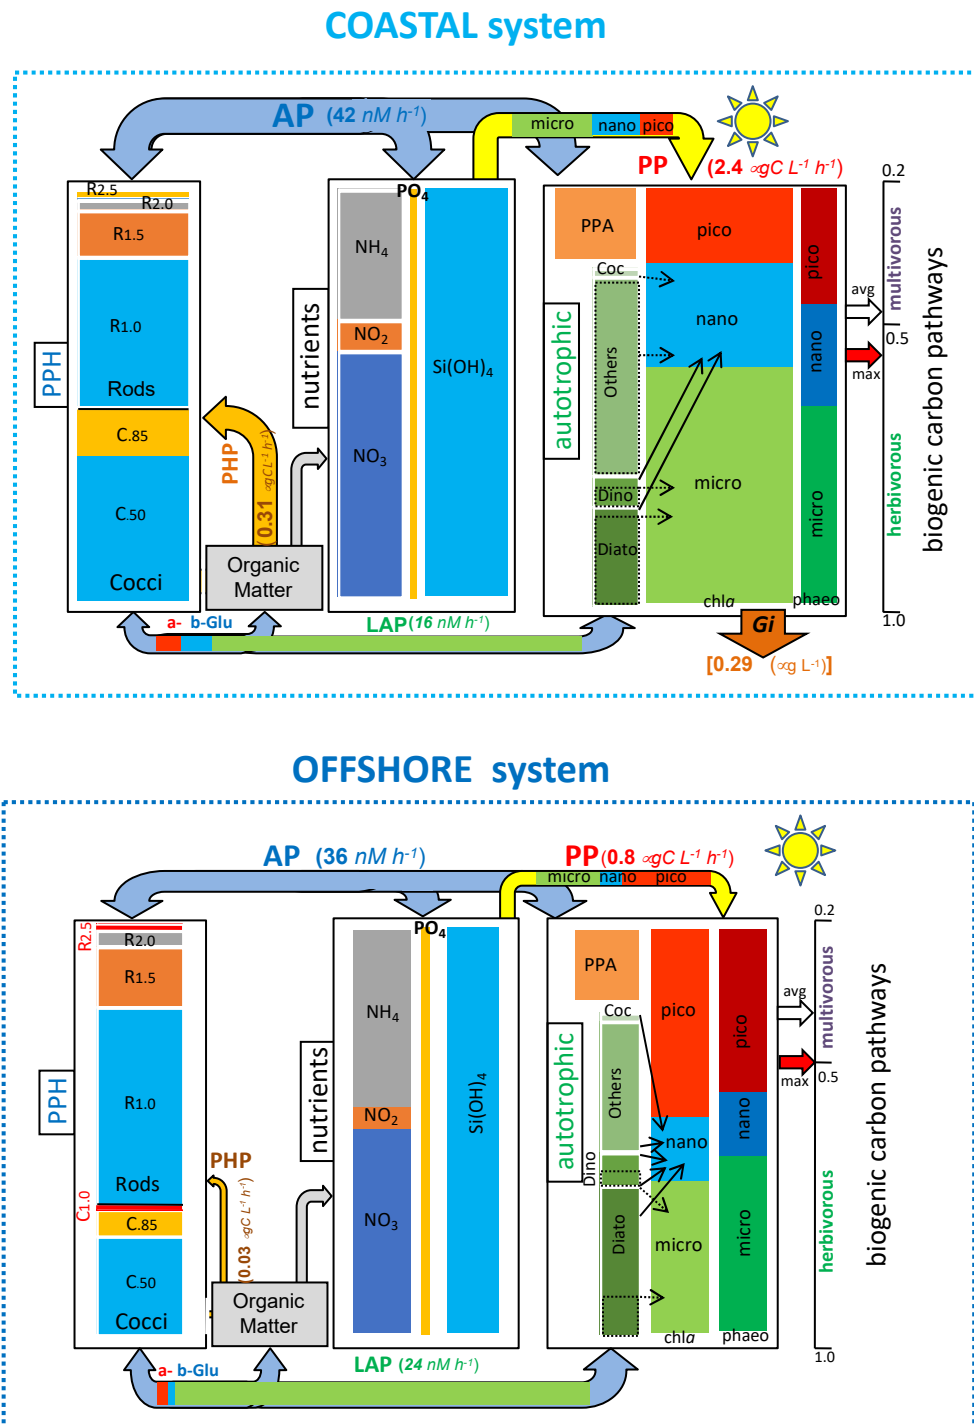 COASTAL system
AP (42 nM h-1)
micro nano pico
PP (2.4 ∝gC L-1 h-1)
0.2
R2.5
R2.0
R1.5
R1.0
Rods
C.85
C.50
Cocci
PPH
PHP
(0.31 ∝gCL-1 h-1)
Organic
Matter
nutrients
PO4
NH4
NO2
NO3
Si(OH)4
autotrophic
PPA
Coc
Others
Dino
Diato
pico
nano
micro
chla
pico
nano
micro
phaeo
avg
max
0.5
1.0
multivorous
herbivorous
biogenic carbon pathways
a- b-Glu
LAP (16 nM h-1)
Gi
[0.29 (∝g L-1)]
OFFSHORE system
AP (36 nM h-1)
PP (0.8 ∝gC L-1 h-1)
micro nano pico
0.2
R2.5
R2.0
R1.5
R1.0
Rods
C1.0
C.85
C.50
Cocci
PPH
PHP
(0.03 ∝gC L-1 h-1)
Organic
Matter
nutrients
PO4
NH4
NO2
NO3
Si(OH)4
autotrophic
PPA
Coc
Others
Dino
Diato
pico
nano
micro
chla
pico
nano
micro
phaeo
avg
max
0.5
1.0
multivorous
herbivorous
biogenic carbon pathways
a- b-Glu
LAP (24 nM h-1)